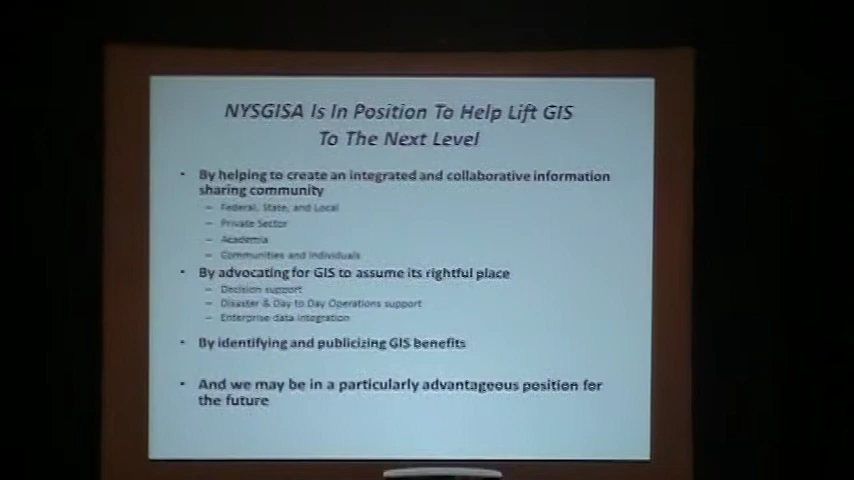 NYSGISA Is In Position To Help Lift GIS
To The Next Level
• By helping to create an integrated and collaborative information
sharing community
– Federal, State, and Local
– Private Sector
– Academia
– Communities and Individuals
• By advocating for GIS to assume its rightful place
– Decision support
– Disaster & Day to Day Operations support
– Enterprise data integration
• By identifying and publicizing GIS benefits
• And we may be in a particularly advantageous position for
the future